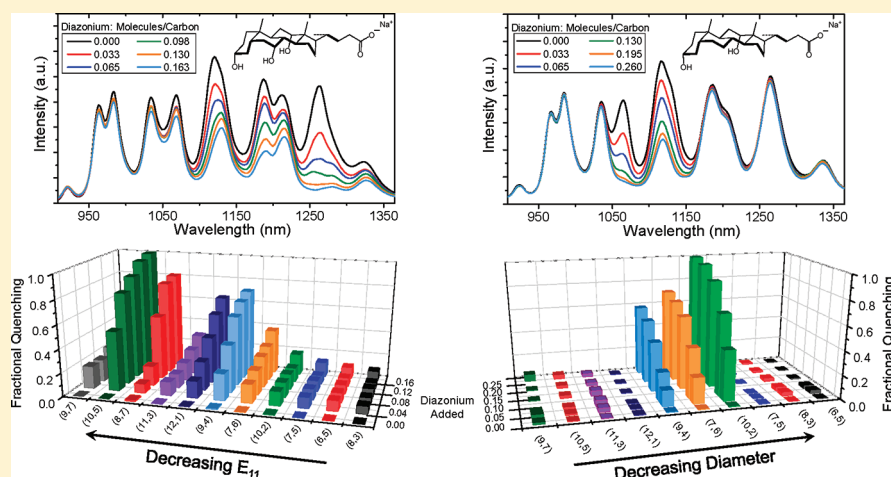 Diazonium: Molecules/Carbon
0.000 0.098
0.033 0.130
0.065 0.163
HO
HO
OH
O
O⁻
Na⁺
Intensity (a.u.)
950 1050 1150 1250 1350
Wavelength (nm)
Diazonium: Molecules/Carbon
0.000 0.130
0.033 0.195
0.065 0.260
OH
OH
O
O⁻
Na⁺
Intensity (a.u.)
950 1050 1150 1250 1350
Wavelength (nm)
Fractional Quenching
1.0
0.8
0.6
0.4
0.2
0.0
(9,7) (10,5) (8,7) (11,3) (12,1) (9,4) (7,6) (10,2) (7,5) (6,5) (8,3)
0.16
0.12
0.08
0.04
0.00
Decreasing E₁₁
Diazonium
Added
0.25
0.20
0.15
0.10
0.05
0.00
(9,7) (10,5) (11,3) (12,1) (9,4) (7,6) (10,2) (7,5) (8,3) (6,5)
Decreasing Diameter
1.0
0.8
0.6
0.4
0.2
0.0
Fractional Quenching